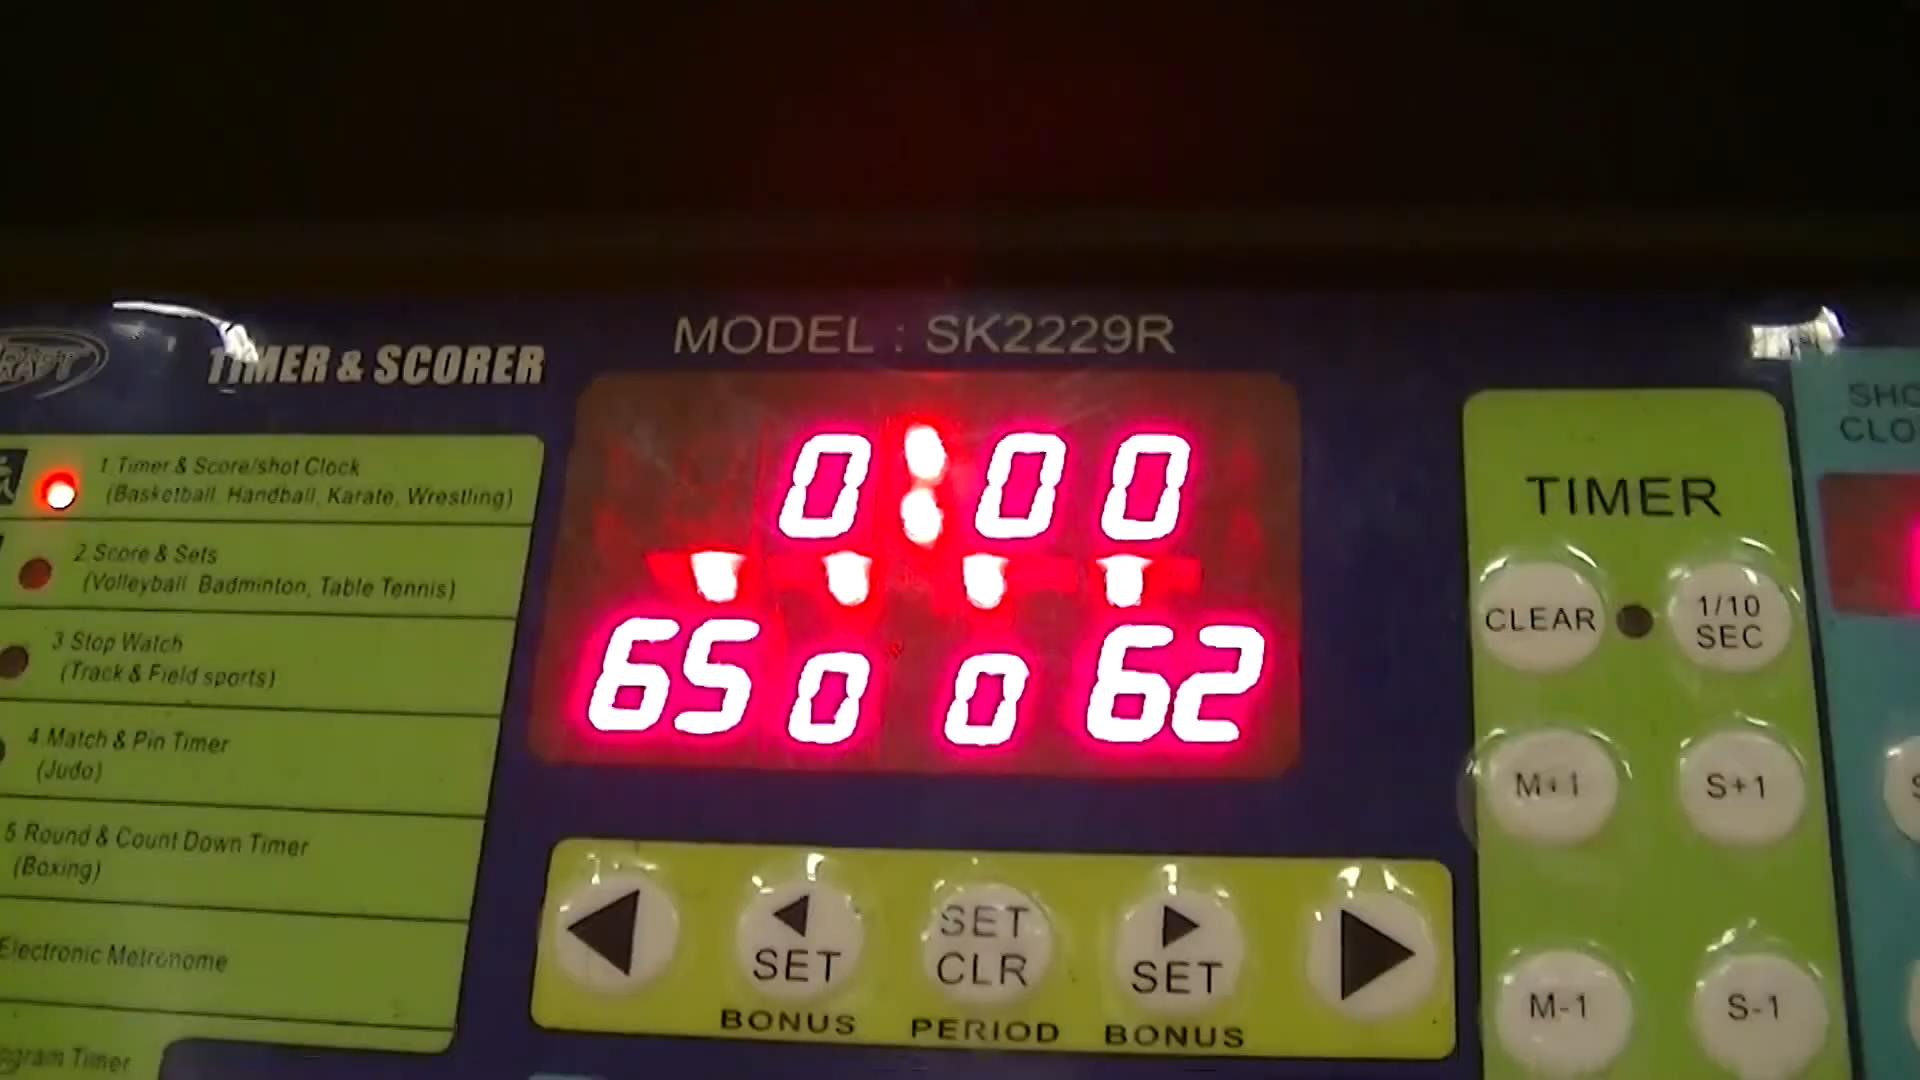 MODEL : SK2229R
TIMER & SCORER
0:00
65 0 0 62
1 Timer & Score/shot Clock
(Basketball, Handball, Karate, Wrestling)
2 Score & Sets
(Volleyball, Badminton, Table Tennis)
3 Stop Watch
(Track & Field sports)
4 Match & Pin Timer
(Judo)
5 Round & Count Down Timer
(Boxing)
Electronic Metronome
Timer
SET
BONUS
SET
CLR
PERIOD
SET
BONUS
TIMER
CLEAR
1/10
SEC
M+1
S+1
M-1
S-1